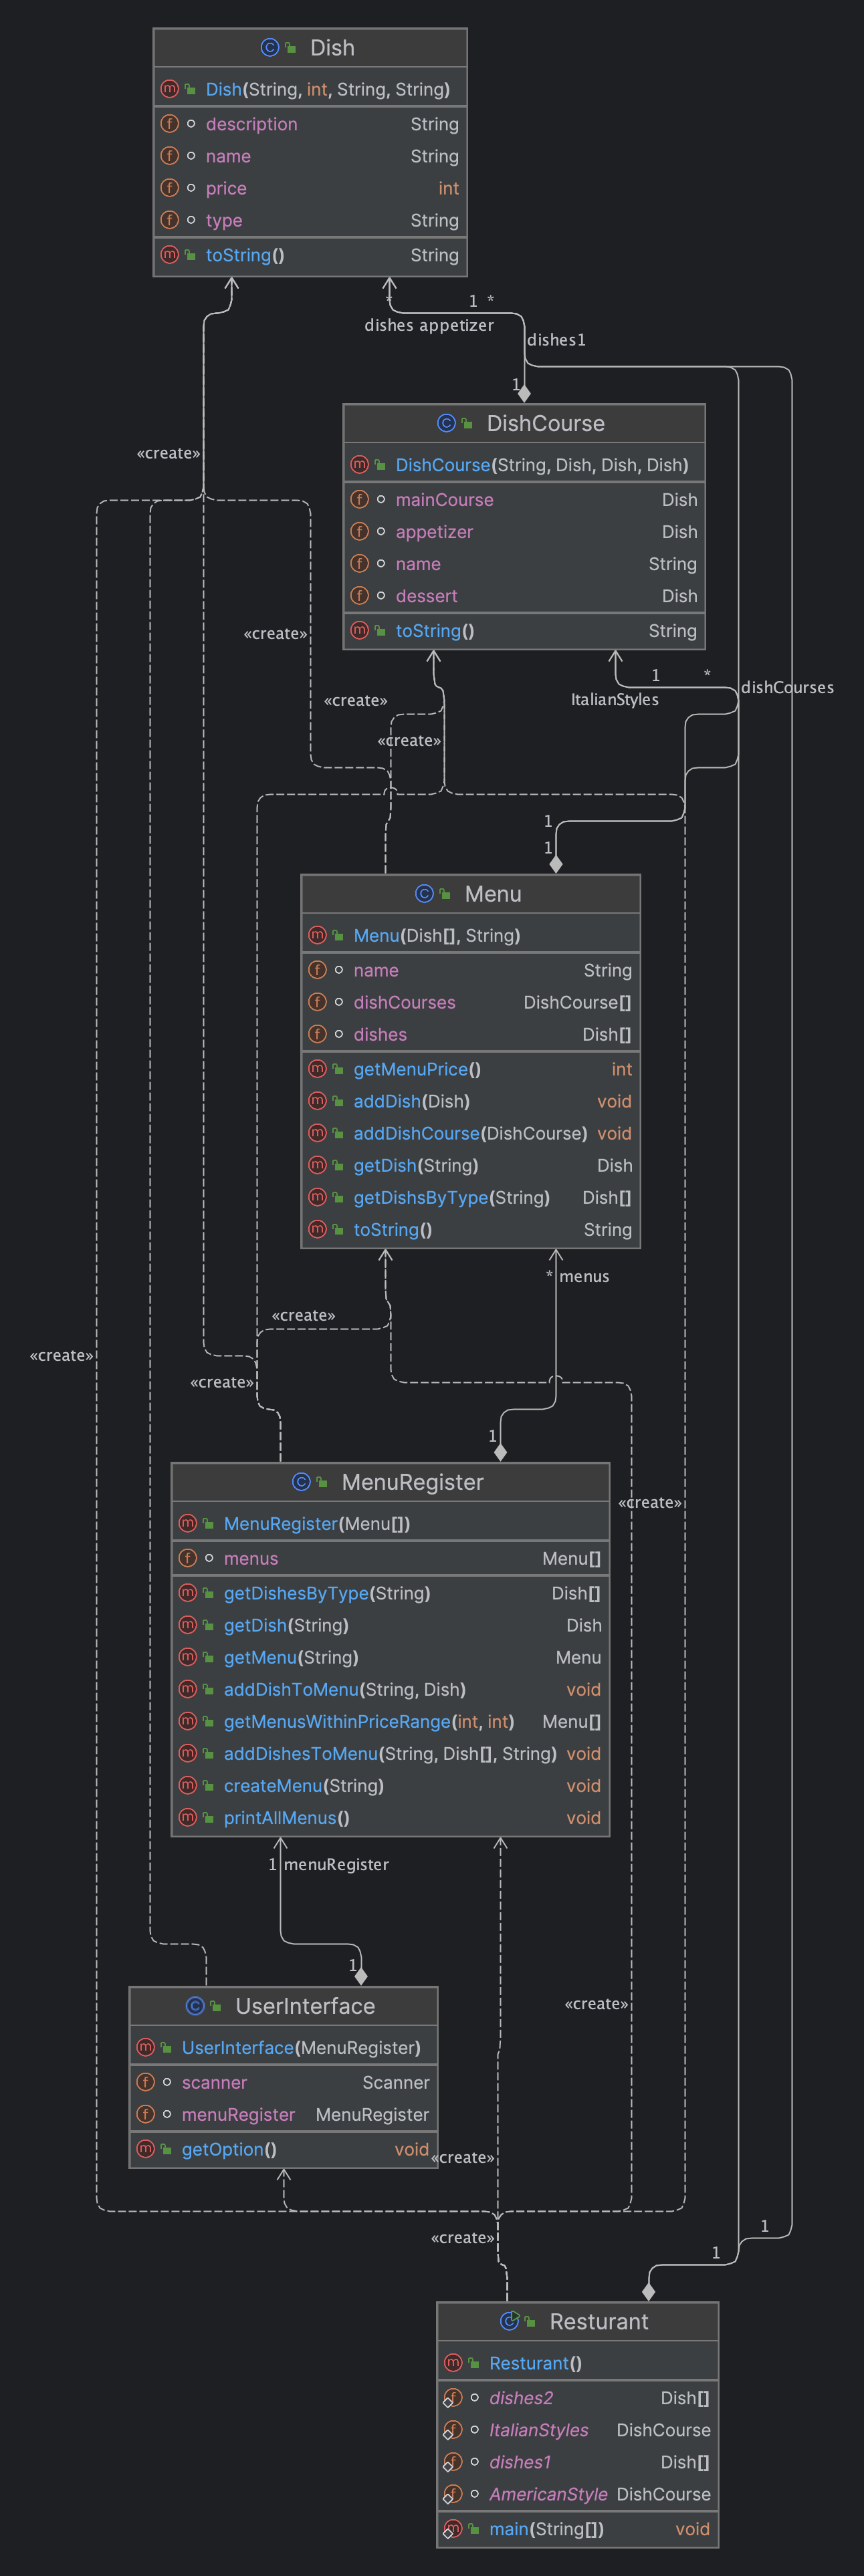 Dish
Dish(String, int, String, String)
description String
name String
price int
type String
toString() String
* 1 *
dishes appetizer
dishes1
1
«create»
DishCourse
DishCourse(String, Dish, Dish, Dish)
mainCourse Dish
appetizer Dish
name String
dessert Dish
toString() String
«create»
1 *
ItalianStyles
dishCourses
«create»
«create»
1
1
Menu
Menu(Dish[], String)
name String
dishCourses DishCourse[]
dishes Dish[]
getMenuPrice() int
addDish(Dish) void
addDishCourse(DishCourse) void
getDish(String) Dish
getDishsByType(String) Dish[]
toString() String
* menus
«create»
«create»
«create»
1
MenuRegister
MenuRegister(Menu[])
menus Menu[]
getDishesByType(String) Dish[]
getDish(String) Dish
getMenu(String) Menu
addDishToMenu(String, Dish) void
getMenusWithinPriceRange(int, int) Menu[]
addDishesToMenu(String, Dish[], String) void
createMenu(String) void
printAllMenus() void
«create»
1 menuRegister
1
UserInterface
UserInterface(MenuRegister)
scanner Scanner
menuRegister MenuRegister
getOption() void
«create»
«create»
«create»
1
1
Resturant
Resturant()
dishes2 Dish[]
ItalianStyles DishCourse
dishes1 Dish[]
AmericanStyle DishCourse
main(String[]) void